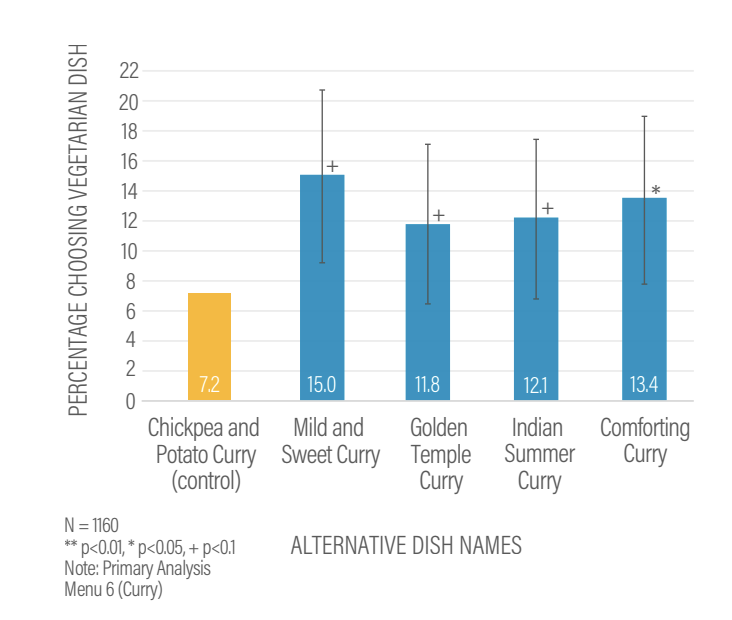 PERCENTAGE CHOOSING VEGETARIAN DISH
22
20
18
16
14
12
10
8
6
4
2
0
+
+
+
*
7.2
15.0
11.8
12.1
13.4
Chickpea and
Potato Curry
(control)
Mild and
Sweet Curry
Golden
Temple
Curry
Indian
Summer
Curry
Comforting
Curry
N = 1160
** p<0.01, * p<0.05, + p<0.1
Note: Primary Analysis
Menu 6 (Curry)
ALTERNATIVE DISH NAMES